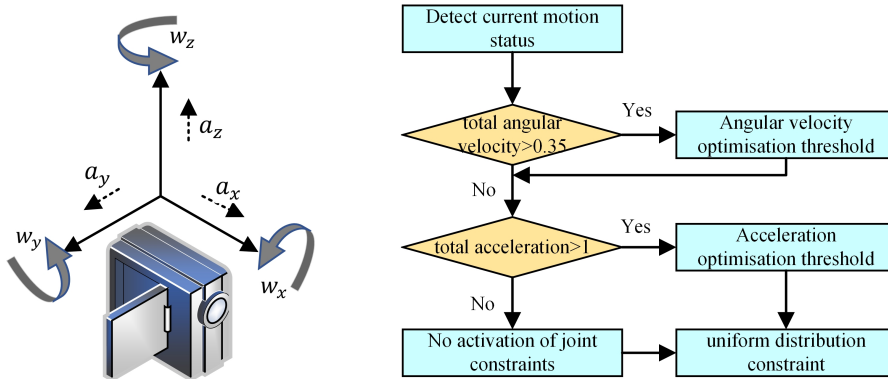 w_z
a_z
a_y
a_x
w_y
w_x
Detect current motion
status
total angular
velocity>0.35
Yes
Angular velocity
optimisation threshold
No
total acceleration>1
Yes
Acceleration
optimisation threshold
No
No activation of joint
constraints
uniform distribution
constraint